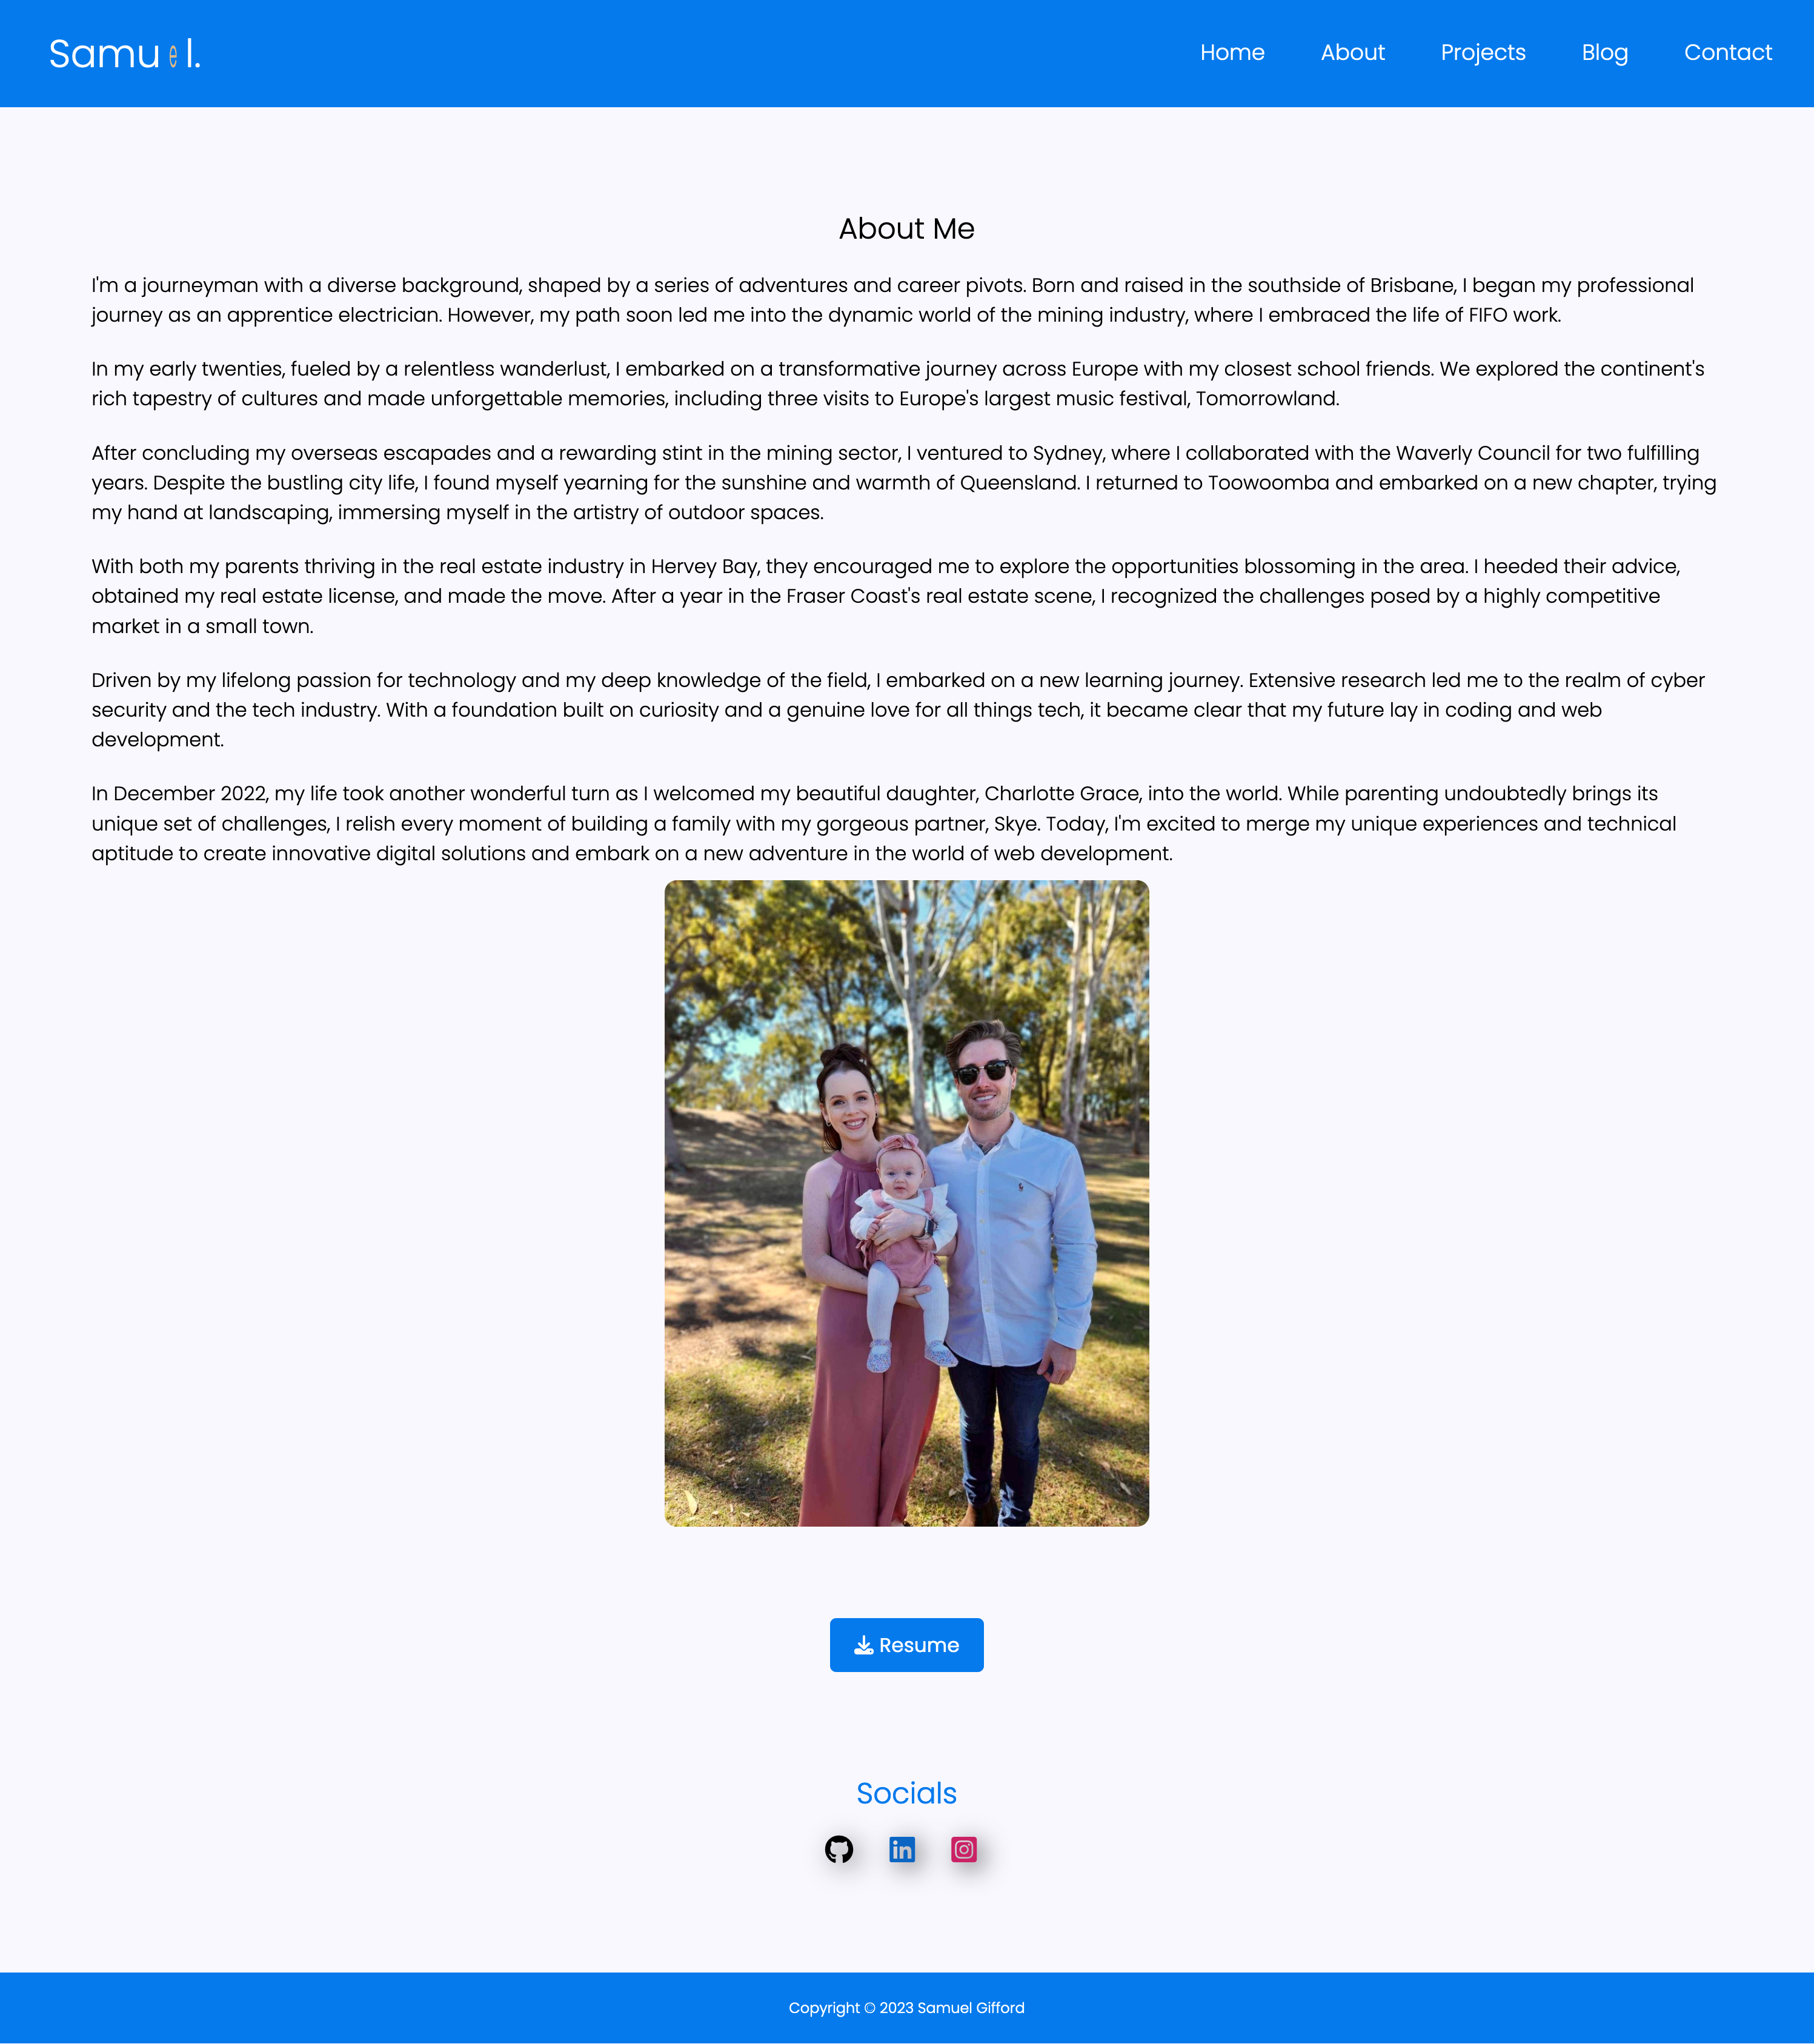 Samuel.
Home About Projects Blog Contact
About Me
I'm a journeyman with a diverse background, shaped by a series of adventures and career pivots. Born and raised in the southside of Brisbane, I began my professional
journey as an apprentice electrician. However, my path soon led me into the dynamic world of the mining industry, where I embraced the life of FIFO work.
In my early twenties, fueled by a relentless wanderlust, I embarked on a transformative journey across Europe with my closest school friends. We explored the continent's
rich tapestry of cultures and made unforgettable memories, including three visits to Europe's largest music festival, Tomorrowland.
After concluding my overseas escapades and a rewarding stint in the mining sector, I ventured to Sydney, where I collaborated with the Waverly Council for two fulfilling
years. Despite the bustling city life, I found myself yearning for the sunshine and warmth of Queensland. I returned to Toowoomba and embarked on a new chapter, trying
my hand at landscaping, immersing myself in the artistry of outdoor spaces.
With both my parents thriving in the real estate industry in Hervey Bay, they encouraged me to explore the opportunities blossoming in the area. I heeded their advice,
obtained my real estate license, and made the move. After a year in the Fraser Coast's real estate scene, I recognized the challenges posed by a highly competitive
market in a small town.
Driven by my lifelong passion for technology and my deep knowledge of the field, I embarked on a new learning journey. Extensive research led me to the realm of cyber
security and the tech industry. With a foundation built on curiosity and a genuine love for all things tech, it became clear that my future lay in coding and web
development.
In December 2022, my life took another wonderful turn as I welcomed my beautiful daughter, Charlotte Grace, into the world. While parenting undoubtedly brings its
unique set of challenges, I relish every moment of building a family with my gorgeous partner, Skye. Today, I'm excited to merge my unique experiences and technical
aptitude to create innovative digital solutions and embark on a new adventure in the world of web development.
Resume
Socials
in
Copyright © 2023 Samuel Gifford